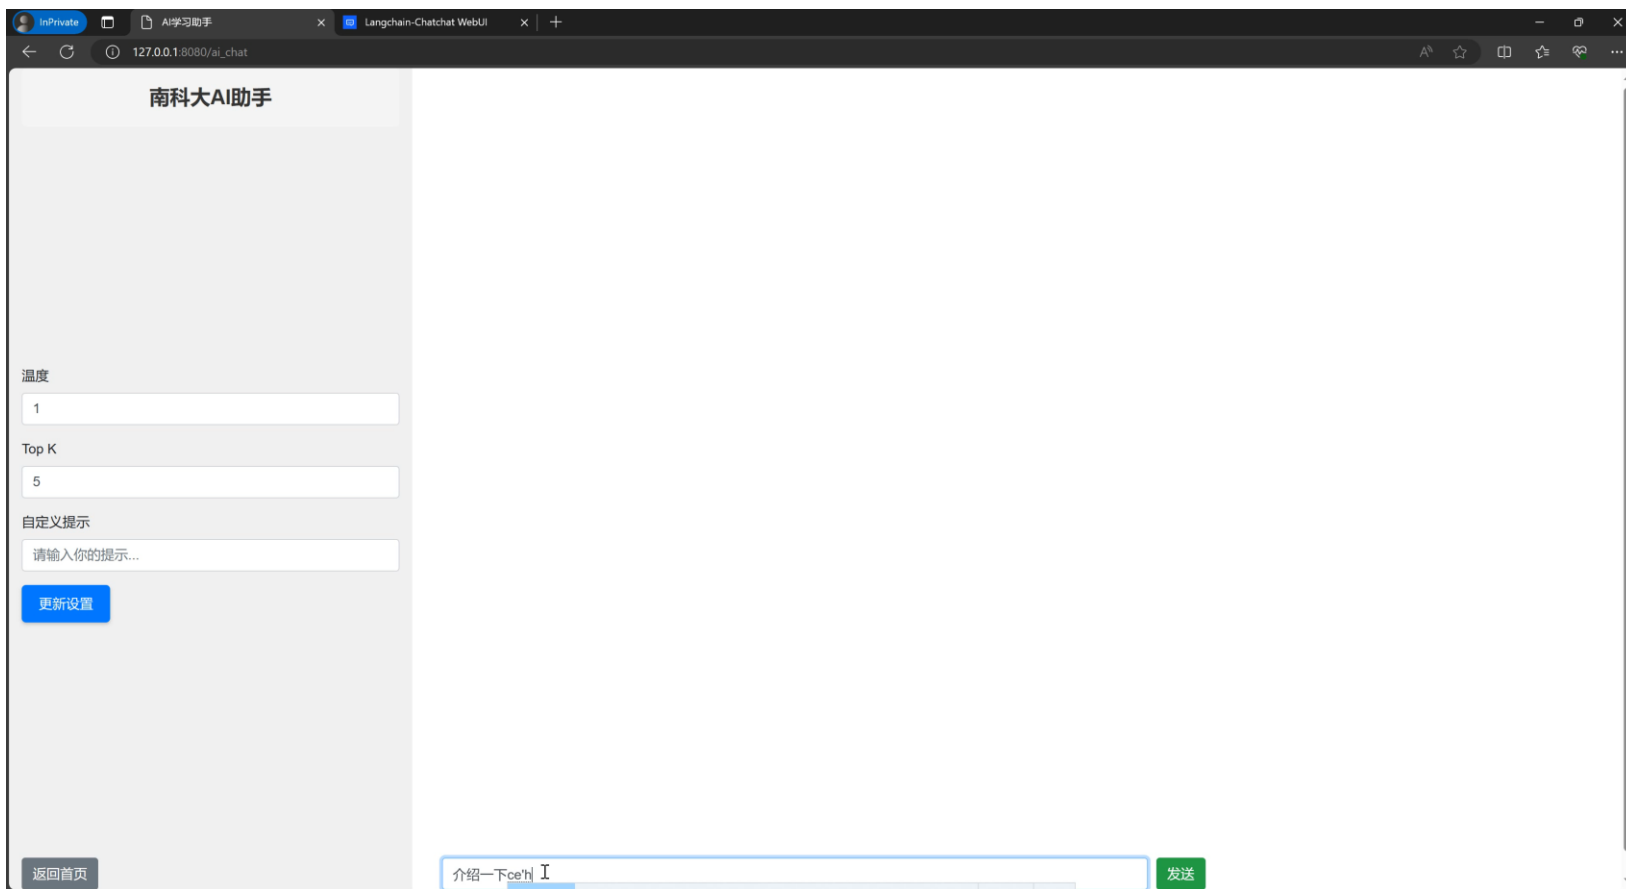 InPrivate
AI学习助手
Langchain-Chatchat WebUI
127.0.0.1:8080/ai_chat
南科大AI助手
温度
1
Top K
5
自定义提示
请输入你的提示...
更新设置
返回首页
介绍一下ce'h
发送